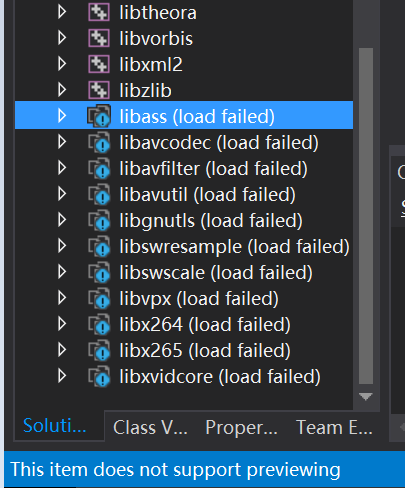 libtheora
libvorbis
libxml2
libzlib
libass (load failed)
libavcodec (load failed)
libavfilter (load failed)
libavutil (load failed)
libgnutls (load failed)
libswresample (load failed)
libswscale (load failed)
libvpx (load failed)
libx264 (load failed)
libx265 (load failed)
libxvidcore (load failed)
Soluti... Class V... Proper... Team E...
This item does not support previewing